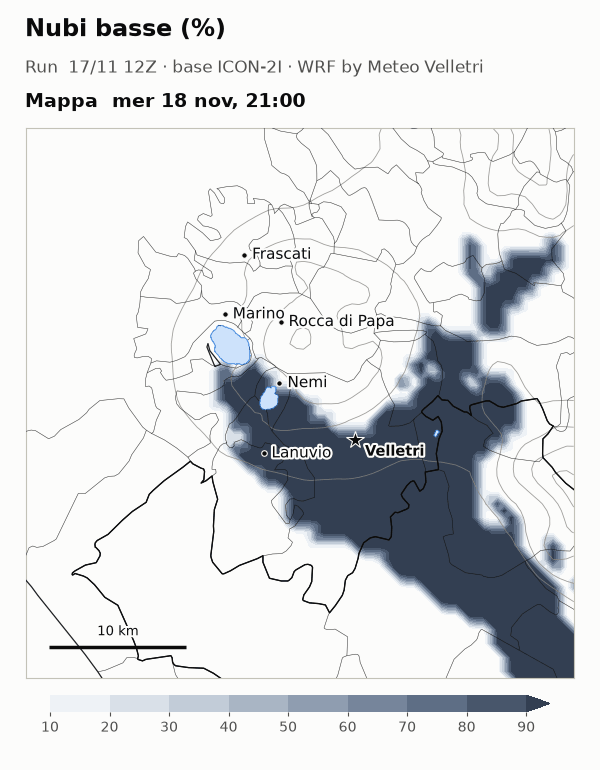 Nubi basse (%)
Run  17/11 12Z · base ICON-2I · WRF by Meteo Velletri
Mappa  mer 18 nov, 21:00
Frascati
Marino
Rocca di Papa
Nemi
Velletri
Lanuvio
10 km
10 20 30 40 50 60 70 80 90